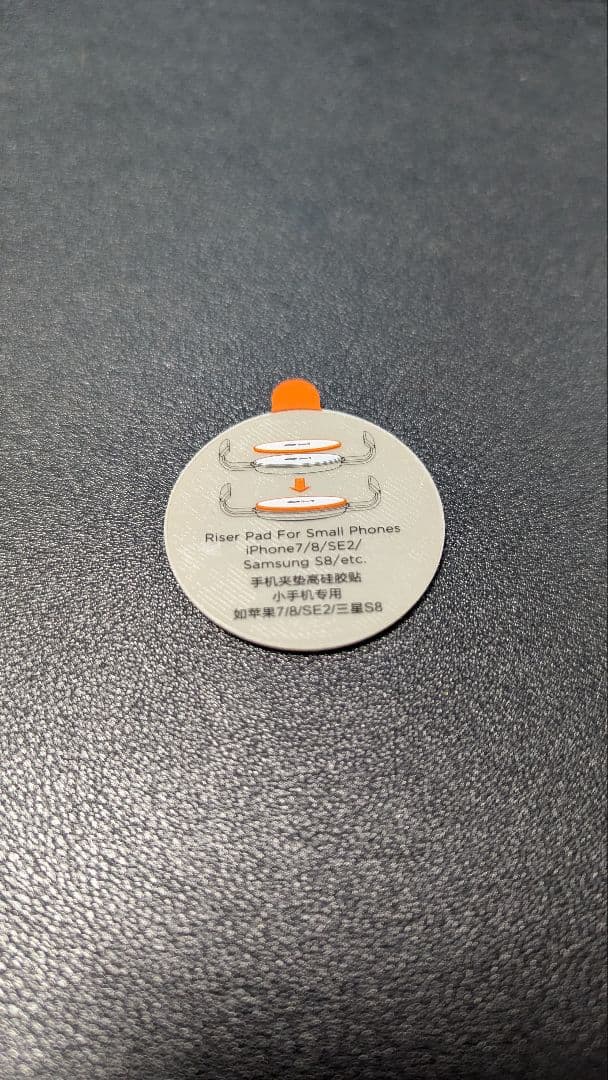 Riser Pad For Small Phones
iPhone7/8/SE2/
Samsung S8/etc.
手机夹垫高硅胶贴
小手机专用
如苹果7/8/SE2/三星S8